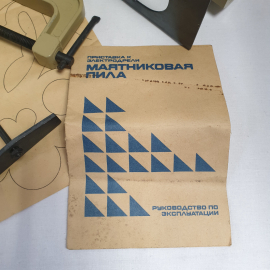 ПРИСТАВКА К
ЭЛЕКТРОДРЕЛИ
МАЯТНИКОВАЯ
ПИЛА
РУКОВОДСТВО ПО
ЭКСПЛУАТАЦИИ